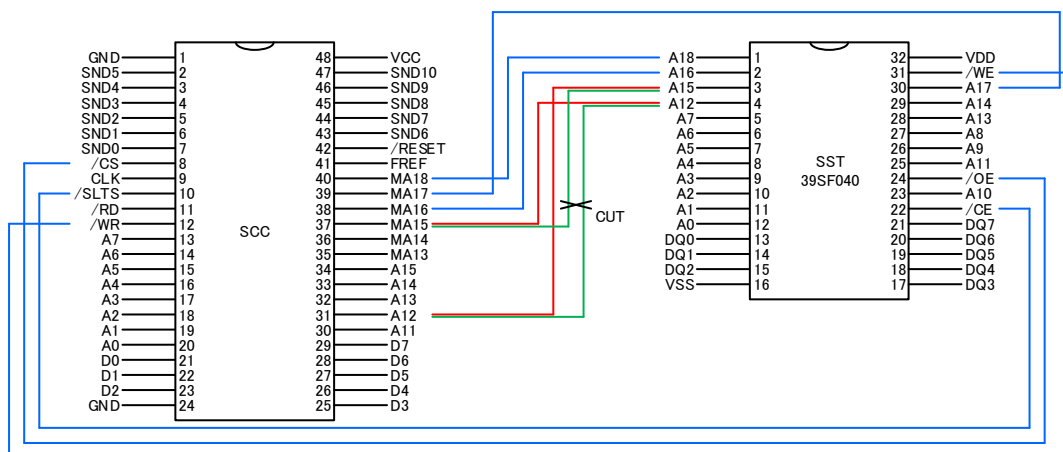 GND 1 48 VCC
SND5 2 47 SND10
SND4 3 46 SND9
SND3 4 45 SND8
SND2 5 44 SND7
SND1 6 43 SND6
SND0 7 42 /RESET
/CS 8 41 FREF
CLK 9 40 MA18
/SLTS 10 39 MA17
/RD 11 38 MA16
/WR 12 37 MA15
A7 13 36 MA14
A6 14 35 MA13
A5 15 34 A15
A4 16 33 A14
A3 17 32 A13
A2 18 31 A12
A1 19 30 A11
A0 20 29 D7
D0 21 28 D6
D1 22 27 D5
D2 23 26 D4
GND 24 25 D3
SCC
CUT
A18 1 32 VDD
A16 2 31 /WE
A15 3 30 A17
A12 4 29 A14
A7 5 28 A13
A6 6 27 A8
A5 7 26 A9
A4 8 25 A11
A3 9 24 /OE
A2 10 23 A10
A1 11 22 /CE
A0 12 21 DQ7
DQ0 13 20 DQ6
DQ1 14 19 DQ5
DQ2 15 18 DQ4
VSS 16 17 DQ3
SST
39SF040